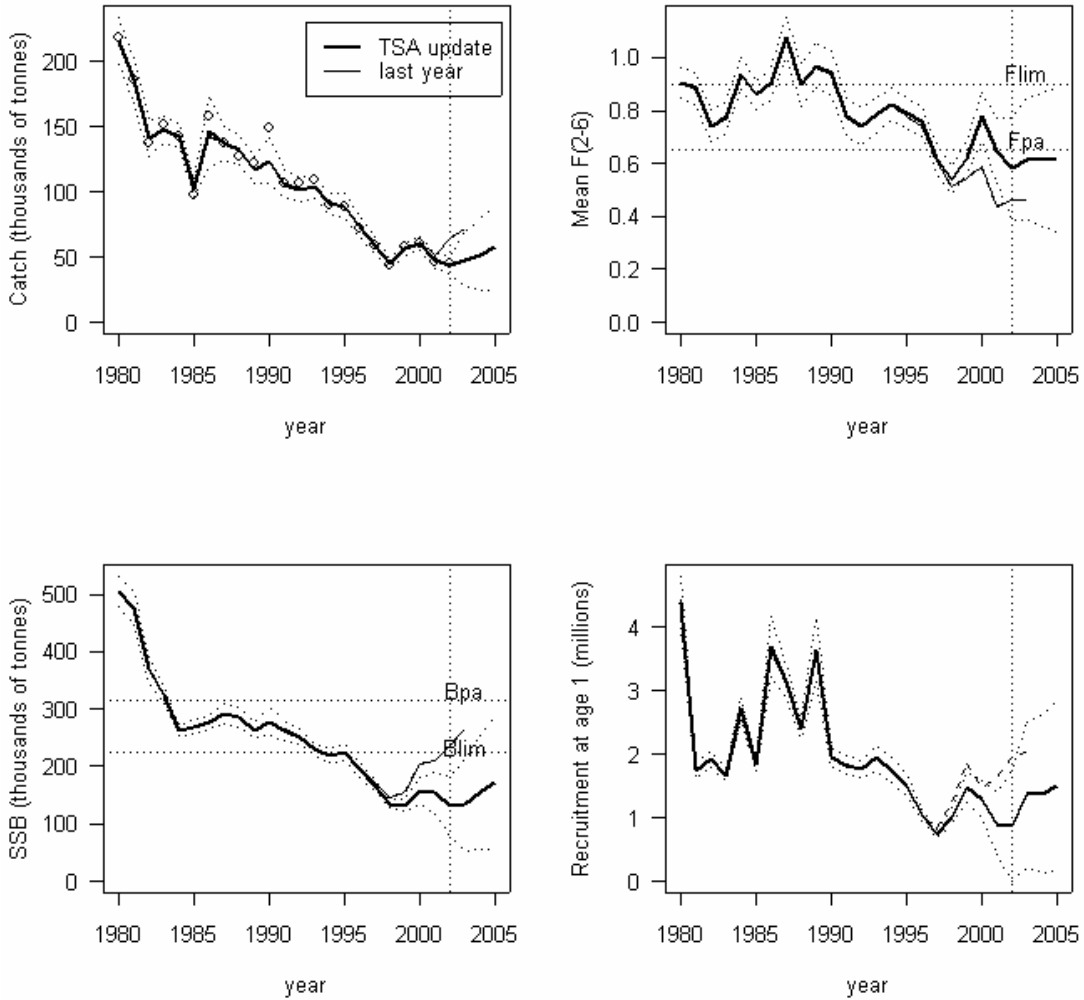 Catch (thousands of tonnes)
200
150
100
50
0
TSA update
last year
1980 1985 1990 1995 2000 2005
year
Mean F(2-6)
1.0
0.8
0.6
0.4
0.2
0.0
Flim
Fpa
1980 1985 1990 1995 2000 2005
year
SSB (thousands of tonnes)
500
400
300
200
100
0
Bpa
Blim
1980 1985 1990 1995 2000 2005
year
Recruitment at age 1 (millions)
4
3
2
1
0
1980 1985 1990 1995 2000 2005
year